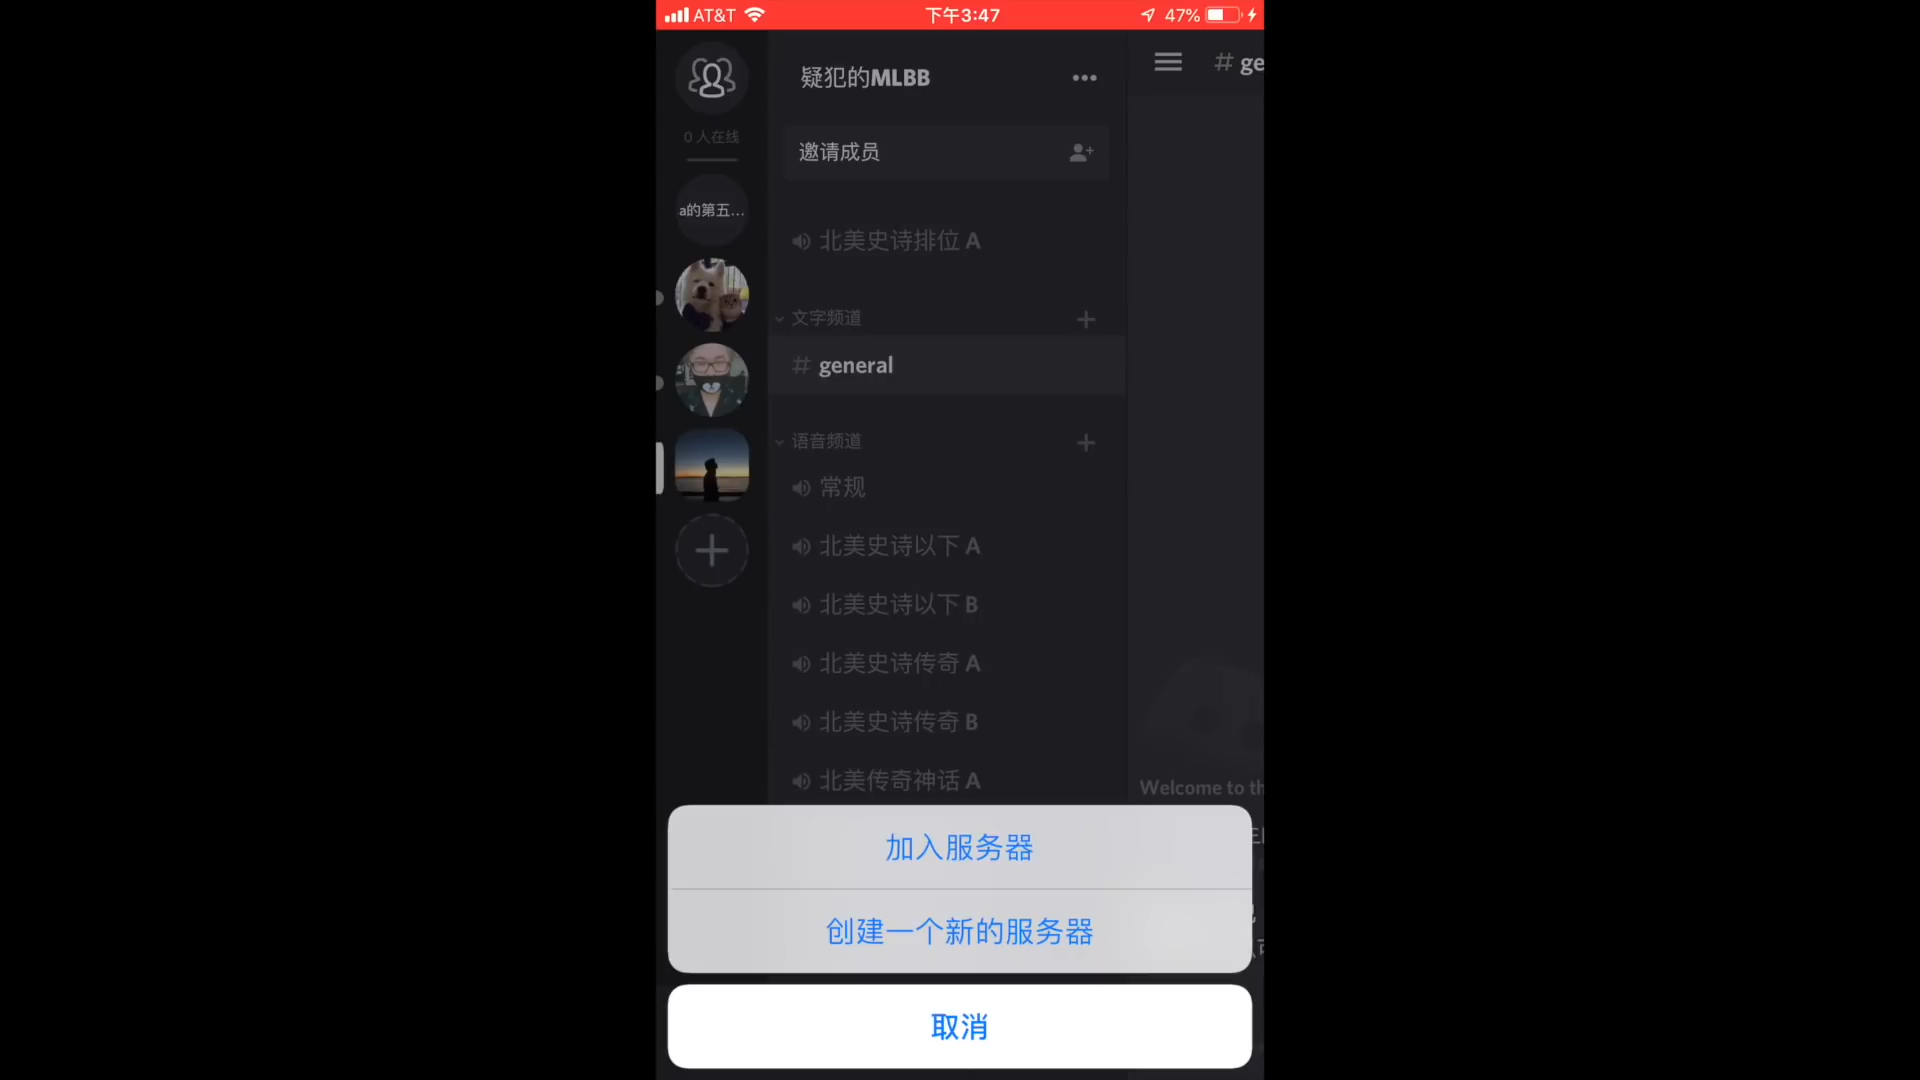 AT&T
下午3:47
47%
0 人在线
a的第五...
疑犯的MLBB
邀请成员
北美史诗排位 A
文字频道
# general
语音频道
常规
北美史诗以下 A
北美史诗以下 B
北美史诗传奇 A
北美史诗传奇 B
北美传奇神话 A
# ge
Welcome to th
加入服务器
创建一个新的服务器
取消